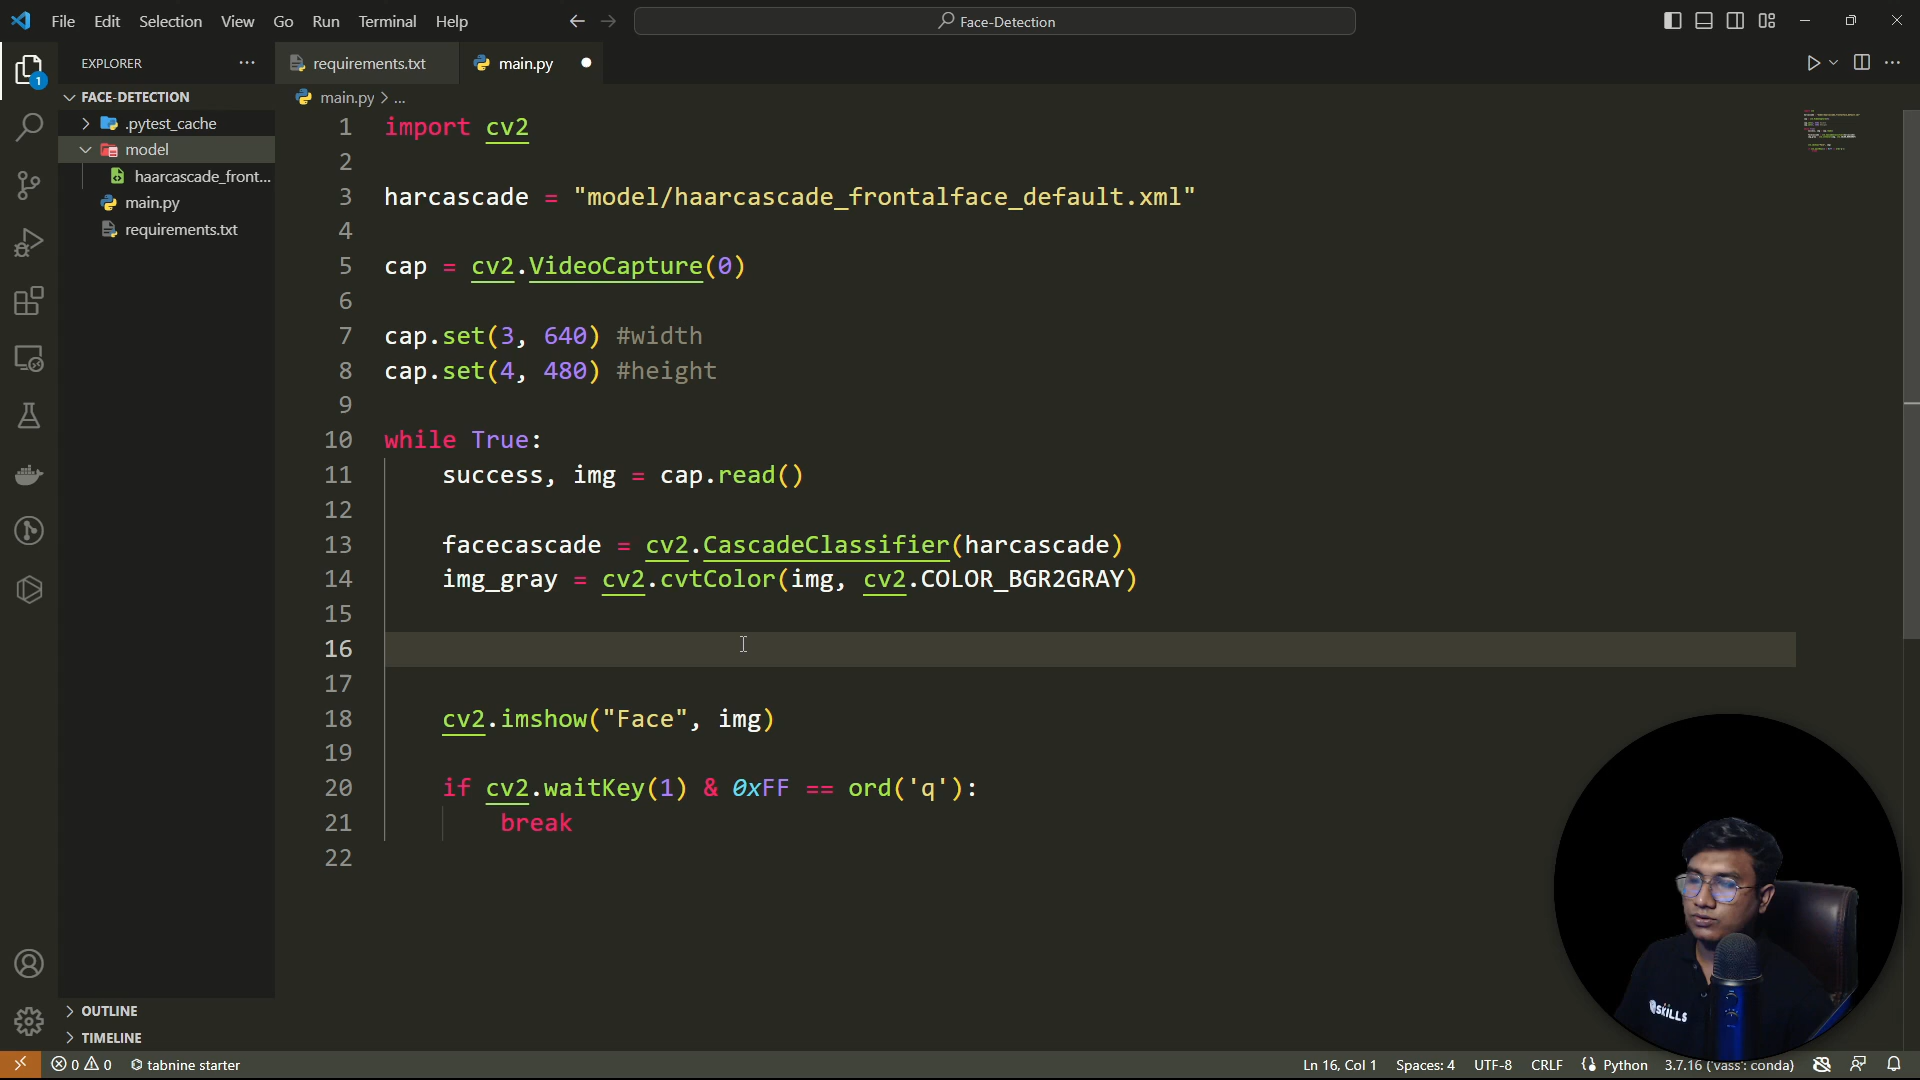 File Edit Selection View Go Run Terminal Help
Face-Detection
1
EXPLORER
requirements.txt
main.py
FACE-DETECTION
main.py > ...
.pytest_cache
model
haarcascade_front...
main.py
requirements.txt
1 import cv2
2
3 harcascade = "model/haarcascade_frontalface_default.xml"
4
5 cap = cv2.VideoCapture(0)
6
7 cap.set(3, 640) #width
8 cap.set(4, 480) #height
9
10 while True:
11 success, img = cap.read()
12
13 facecascade = cv2.CascadeClassifier(harcascade)
14 img_gray = cv2.cvtColor(img, cv2.COLOR_BGR2GRAY)
15
16
17
18 cv2.imshow("Face", img)
19
20 if cv2.waitKey(1) & 0xFF == ord('q'):
21 break
22
SKILLS
OUTLINE
TIMELINE
0 0 tabnine starter
Ln 16, Col 1 Spaces: 4 UTF-8 CRLF Python 3.7.16 ('vass': conda)